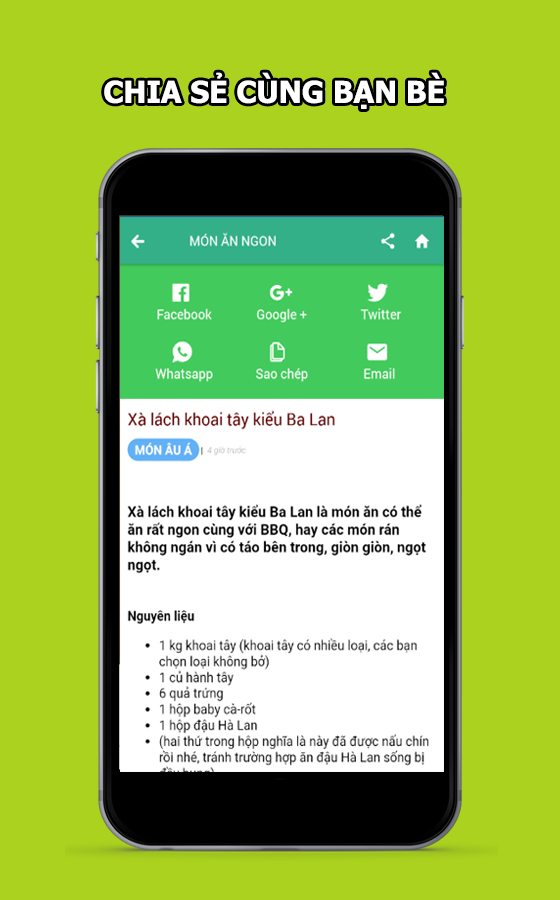 CHIA SẺ CÙNG BẠN BÈ
MÓN ĂN NGON
Facebook
Google +
Twitter
Whatsapp
Sao chép
Email
Xà lách khoai tây kiểu Ba Lan
MÓN ÂU Á | 4 giờ trước
Xà lách khoai tây kiểu Ba Lan là món ăn có thể
ăn rất ngon cùng với BBQ, hay các món rán
không ngán vì có táo bên trong, giòn giòn, ngọt
ngọt.
Nguyên liệu
• 1 kg khoai tây (khoai tây có nhiều loại, các bạn
chọn loại không bở)
• 1 củ hành tây
• 6 quả trứng
• 1 hộp baby cà-rốt
• 1 hộp đậu Hà Lan
• (hai thứ trong hộp nghĩa là này đã được nấu chín
rồi nhé, tránh trường hợp ăn đậu Hà Lan sống bị